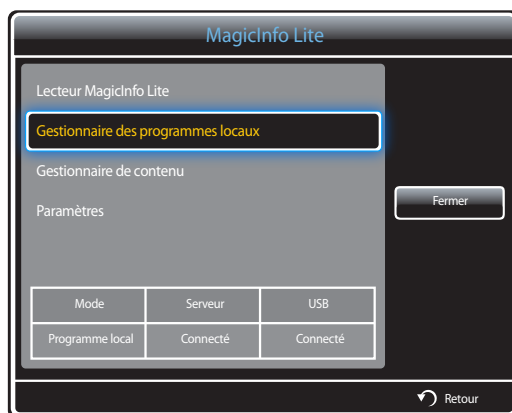 MagicInfo Lite
Lecteur MagicInfo Lite
Gestionnaire des programmes locaux
Gestionnaire de contenu
Paramètres
Fermer
Mode Serveur USB
Programme local Connecté Connecté
Retour